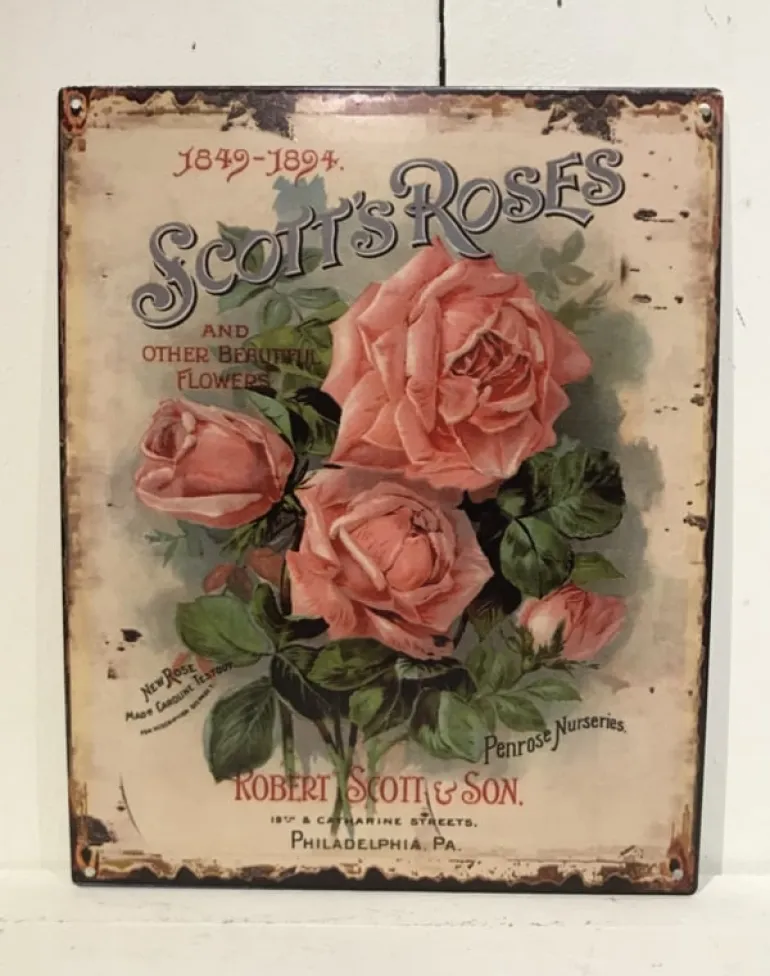 1849-1894.
SCOTT'S ROSES
AND
OTHER BEAUTIFUL
FLOWERS
NEW ROSE
MADM CAROLINE TESTOUT
Penrose Nurseries.
ROBERT SCOTT & SON.
19TH & CATHARINE STREETS.
PHILADELPHIA, PA.